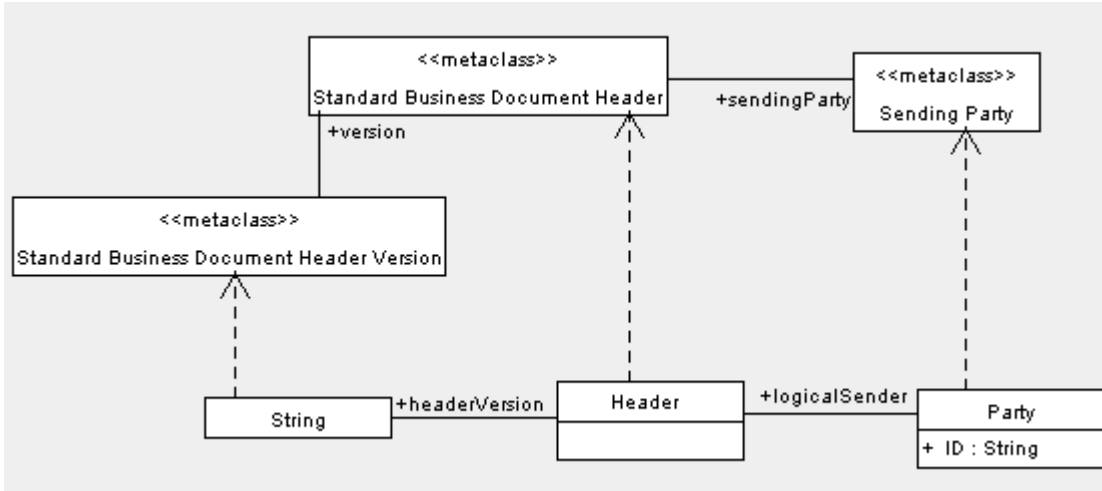 <<metaclass>>
Standard Business Document Header
+sendingParty
<<metaclass>>
Sending Party
+version
<<metaclass>>
Standard Business Document Header Version
String
+headerVersion
Header
+logicalSender
Party
+ ID : String